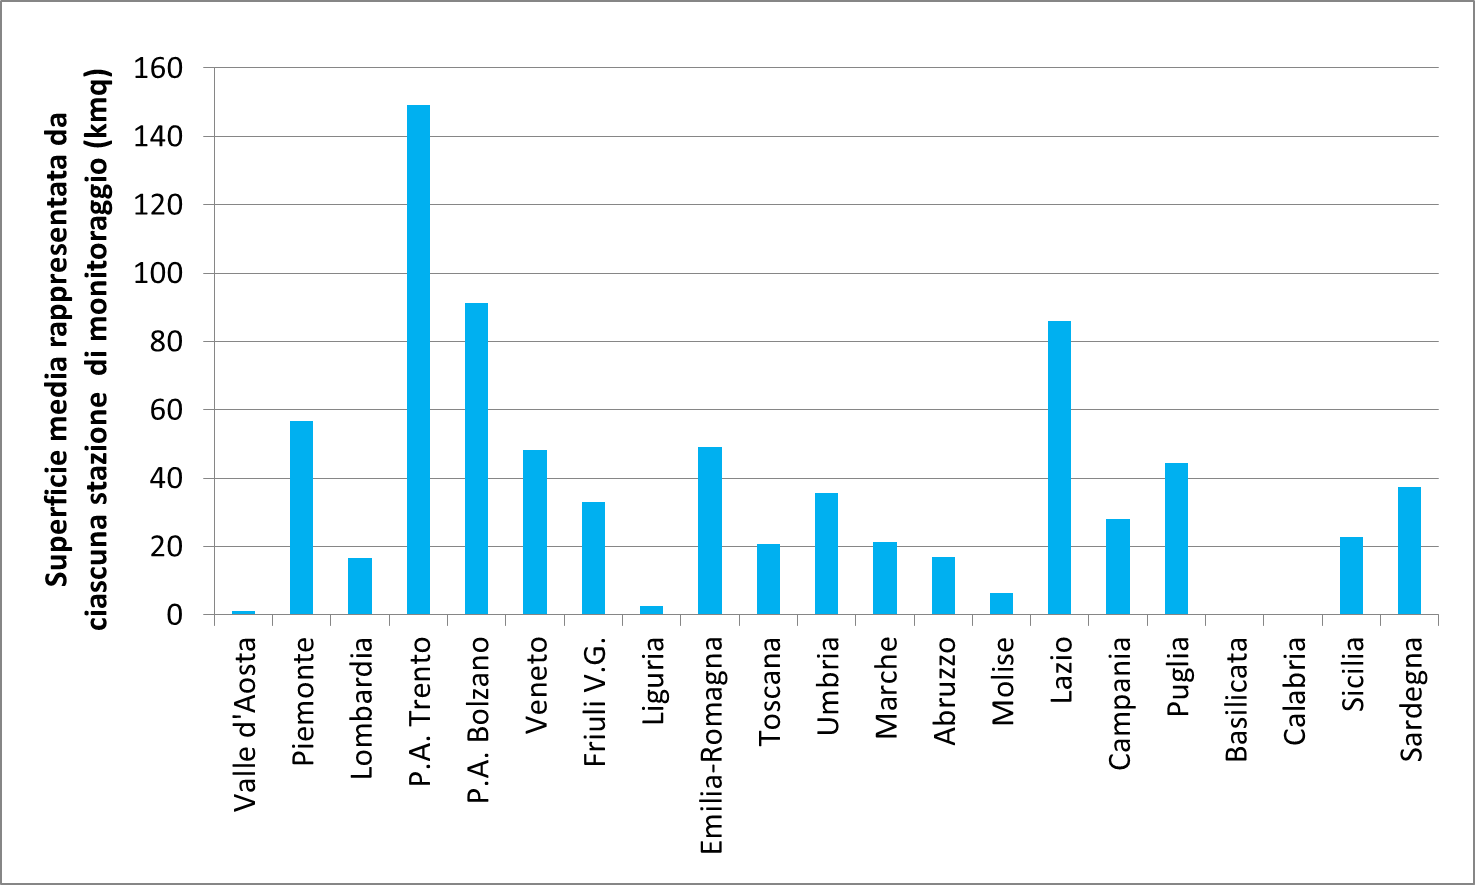 Superficie media rappresentata da
ciascuna stazione  di monitoraggio (kmq)
160
140
120
100
80
60
40
20
0
Valle d'Aosta
Piemonte
Lombardia
P.A. Trento
P.A. Bolzano
Veneto
Friuli V.G.
Liguria
Emilia-Romagna
Toscana
Umbria
Marche
Abruzzo
Molise
Lazio
Campania
Puglia
Basilicata
Calabria
Sicilia
Sardegna